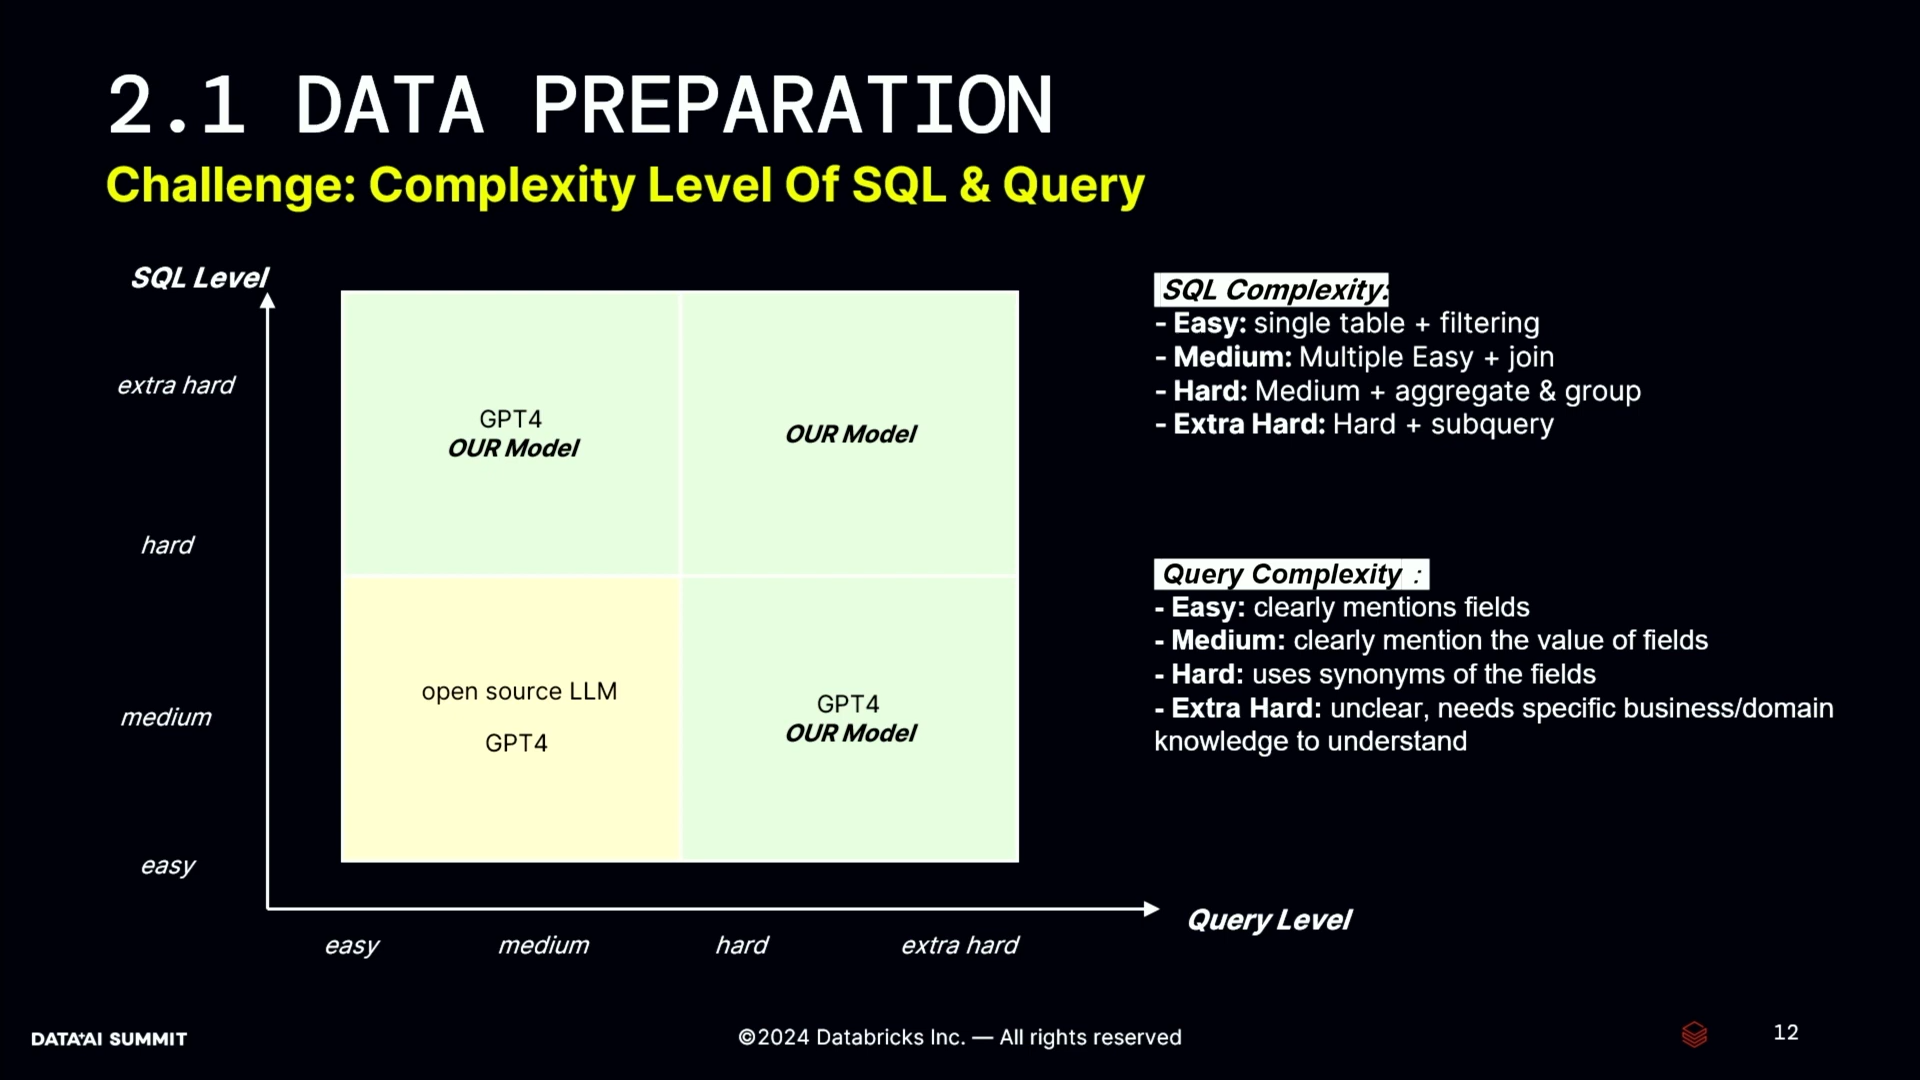 2.1 DATA PREPARATION
Challenge: Complexity Level Of SQL & Query
SQL Level
extra hard
hard
medium
easy
GPT4
OUR Model
OUR Model
open source LLM
GPT4
GPT4
OUR Model
easy
medium
hard
extra hard
Query Level
SQL Complexity:
- Easy: single table + filtering
- Medium: Multiple Easy + join
- Hard: Medium + aggregate & group
- Extra Hard: Hard + subquery
Query Complexity :
- Easy: clearly mentions fields
- Medium: clearly mention the value of fields
- Hard: uses synonyms of the fields
- Extra Hard: unclear, needs specific business/domain
knowledge to understand
DATA+AI SUMMIT
©2024 Databricks Inc. — All rights reserved
12